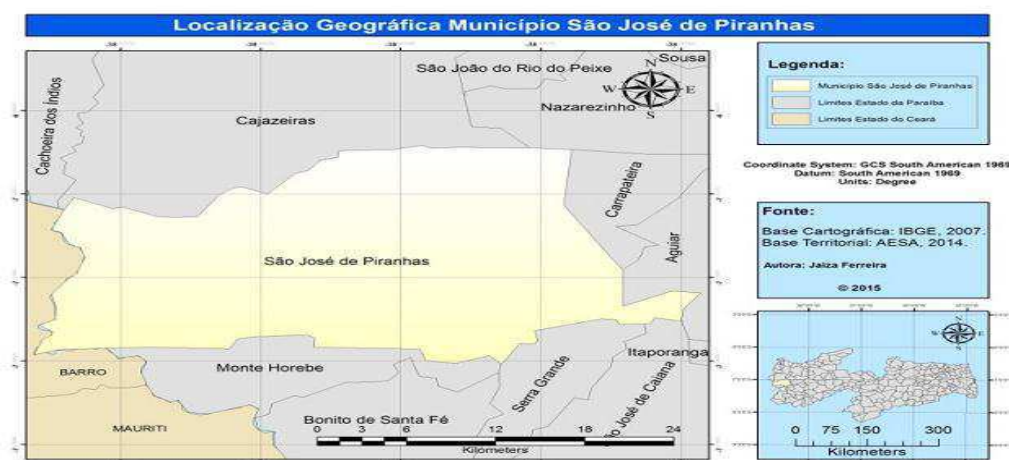 Localização Geográfica Município São José de Piranhas
São João do Rio do Peixe
Sousa
N
W E
S
Nazarezinho
Cachoeira dos Índios
Cajazeiras
Carrapateira
São José de Piranhas
Aguiar
Itaporanga
Monte Horebe
Serra Grande
São José de Caiana
BARRO
Bonito de Santa Fé
MAURITI
0 3 6 12 18 24
Kilometers
Legenda:
Município São José de Piranhas
Limites Estado da Paraíba
Limites Estado do Ceará
Coordinate System: GCS South American 1969
Datum: South American 1969
Units: Degree
Fonte:
Base Cartográfica: IBGE, 2007.
Base Territorial: AESA, 2014.
Autora: Jaiza Ferreira
© 2015
N
W E
S
0 75 150 300
Kilometers